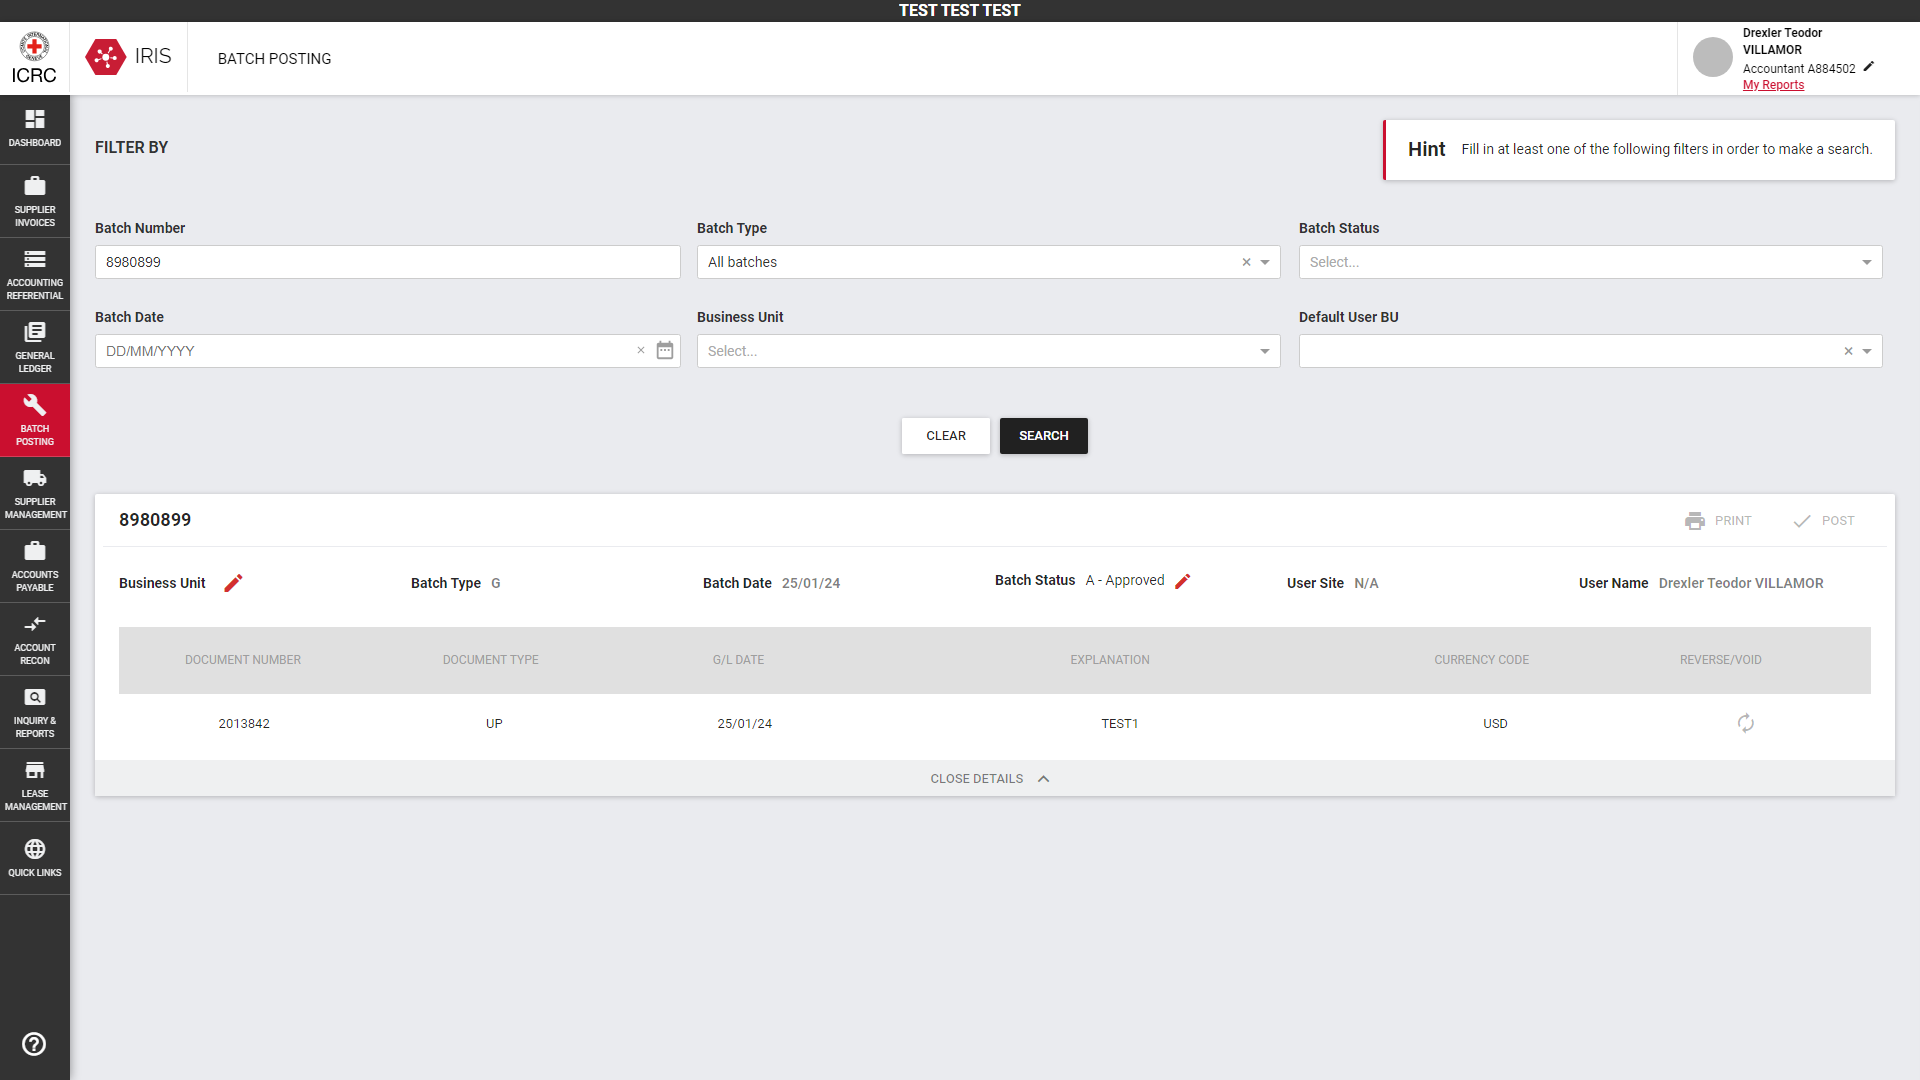 TEST TEST TEST
ICRC
IRIS
BATCH POSTING
Drexler Teodor
VILLAMOR
Accountant A884502
My Reports
DASHBOARD
SUPPLIER
INVOICES
ACCOUNTING
REFERENTIAL
GENERAL
LEDGER
BATCH
POSTING
SUPPLIER
MANAGEMENT
ACCOUNTS
PAYABLE
ACCOUNT
RECON
INQUIRY &
REPORTS
LEASE
MANAGEMENT
QUICK LINKS
FILTER BY
Hint Fill in at least one of the following filters in order to make a search.
Batch Number Batch Type Batch Status
8980899 All batches Select...
Batch Date Business Unit Default User BU
DD/MM/YYYY Select...
CLEAR SEARCH
8980899 PRINT POST
Business Unit Batch Type G Batch Date 25/01/24 Batch Status A - Approved User Site N/A User Name Drexler Teodor VILLAMOR
DOCUMENT NUMBER DOCUMENT TYPE G/L DATE EXPLANATION CURRENCY CODE REVERSE/VOID
2013842 UP 25/01/24 TEST1 USD
CLOSE DETAILS